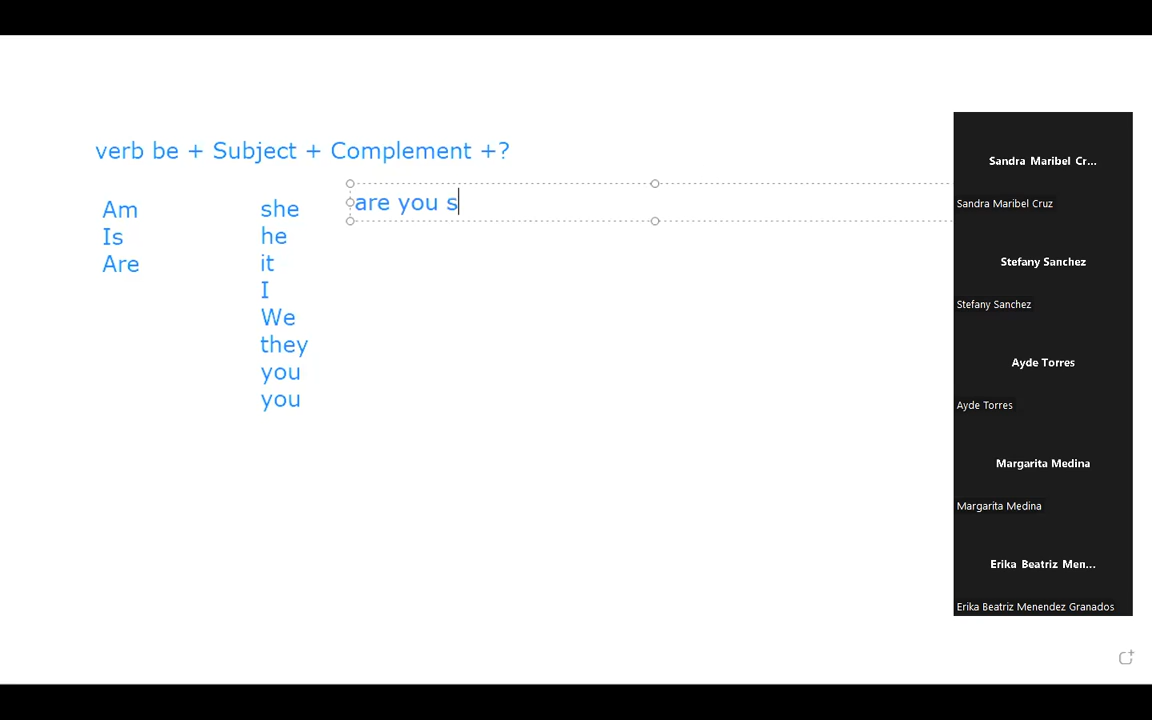 verb be + Subject + Complement +?
are you s
Am
Is
Are
she
he
it
I
We
they
you
you
Sandra Maribel Cr...
Sandra Maribel Cruz
Stefany Sanchez
Stefany Sanchez
Ayde Torres
Ayde Torres
Margarita Medina
Margarita Medina
Erika Beatriz Men...
Erika Beatriz Menendez Granados